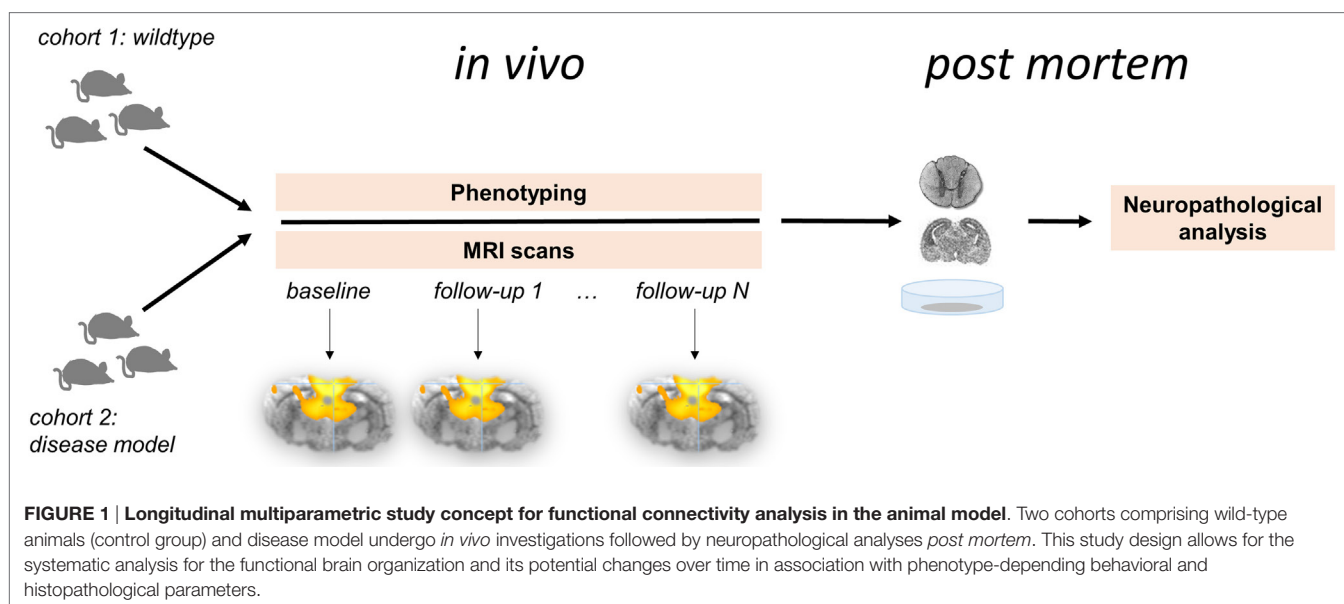 cohort 1: wildtype
in vivo
post mortem
Phenotyping
MRI scans
baseline
follow-up 1
...
follow-up N
Neuropathological
analysis
cohort 2:
disease model
FIGURE 1 | Longitudinal multiparametric study concept for functional connectivity analysis in the animal model. Two cohorts comprising wild-type
animals (control group) and disease model undergo in vivo investigations followed by neuropathological analyses post mortem. This study design allows for the
systematic analysis for the functional brain organization and its potential changes over time in association with phenotype-depending behavioral and
histopathological parameters.